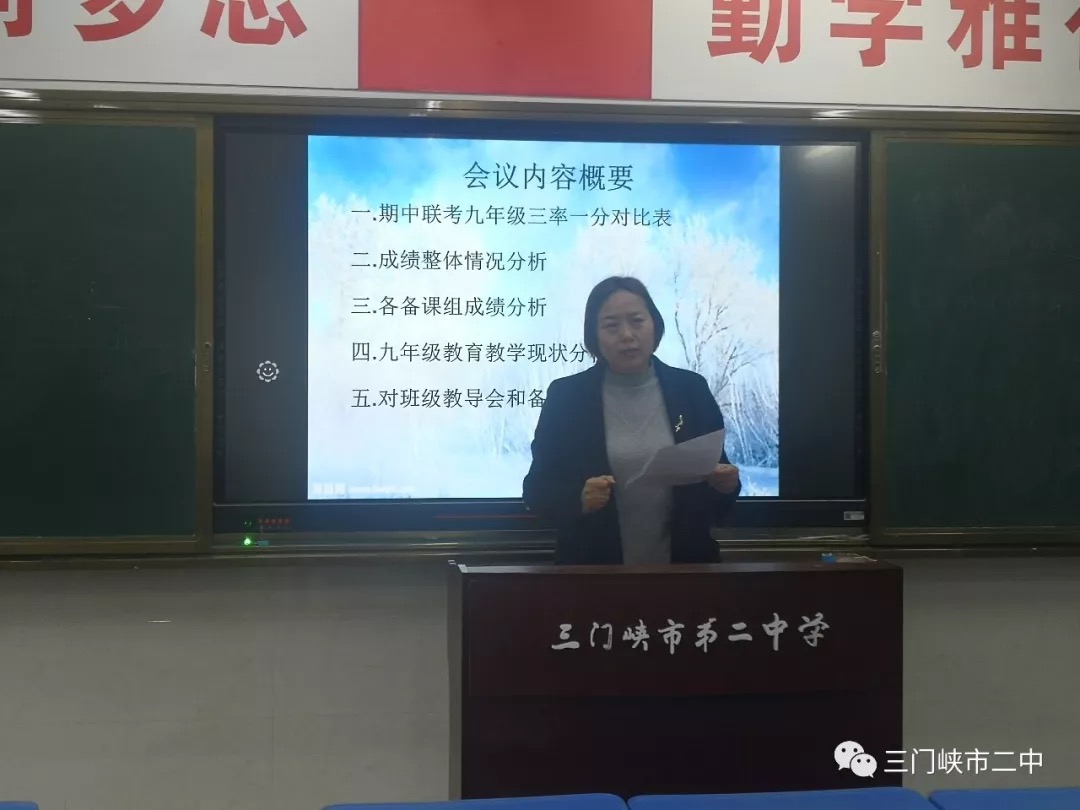 梦想
勤学雅
会议内容概要
一.期中联考九年级三率一分对比表
二.成绩整体情况分析
三.各备课组成绩分析
四.九年级教育教学现状分
五.对班级教导会和备
三门峡市第二中学
三门峡市二中